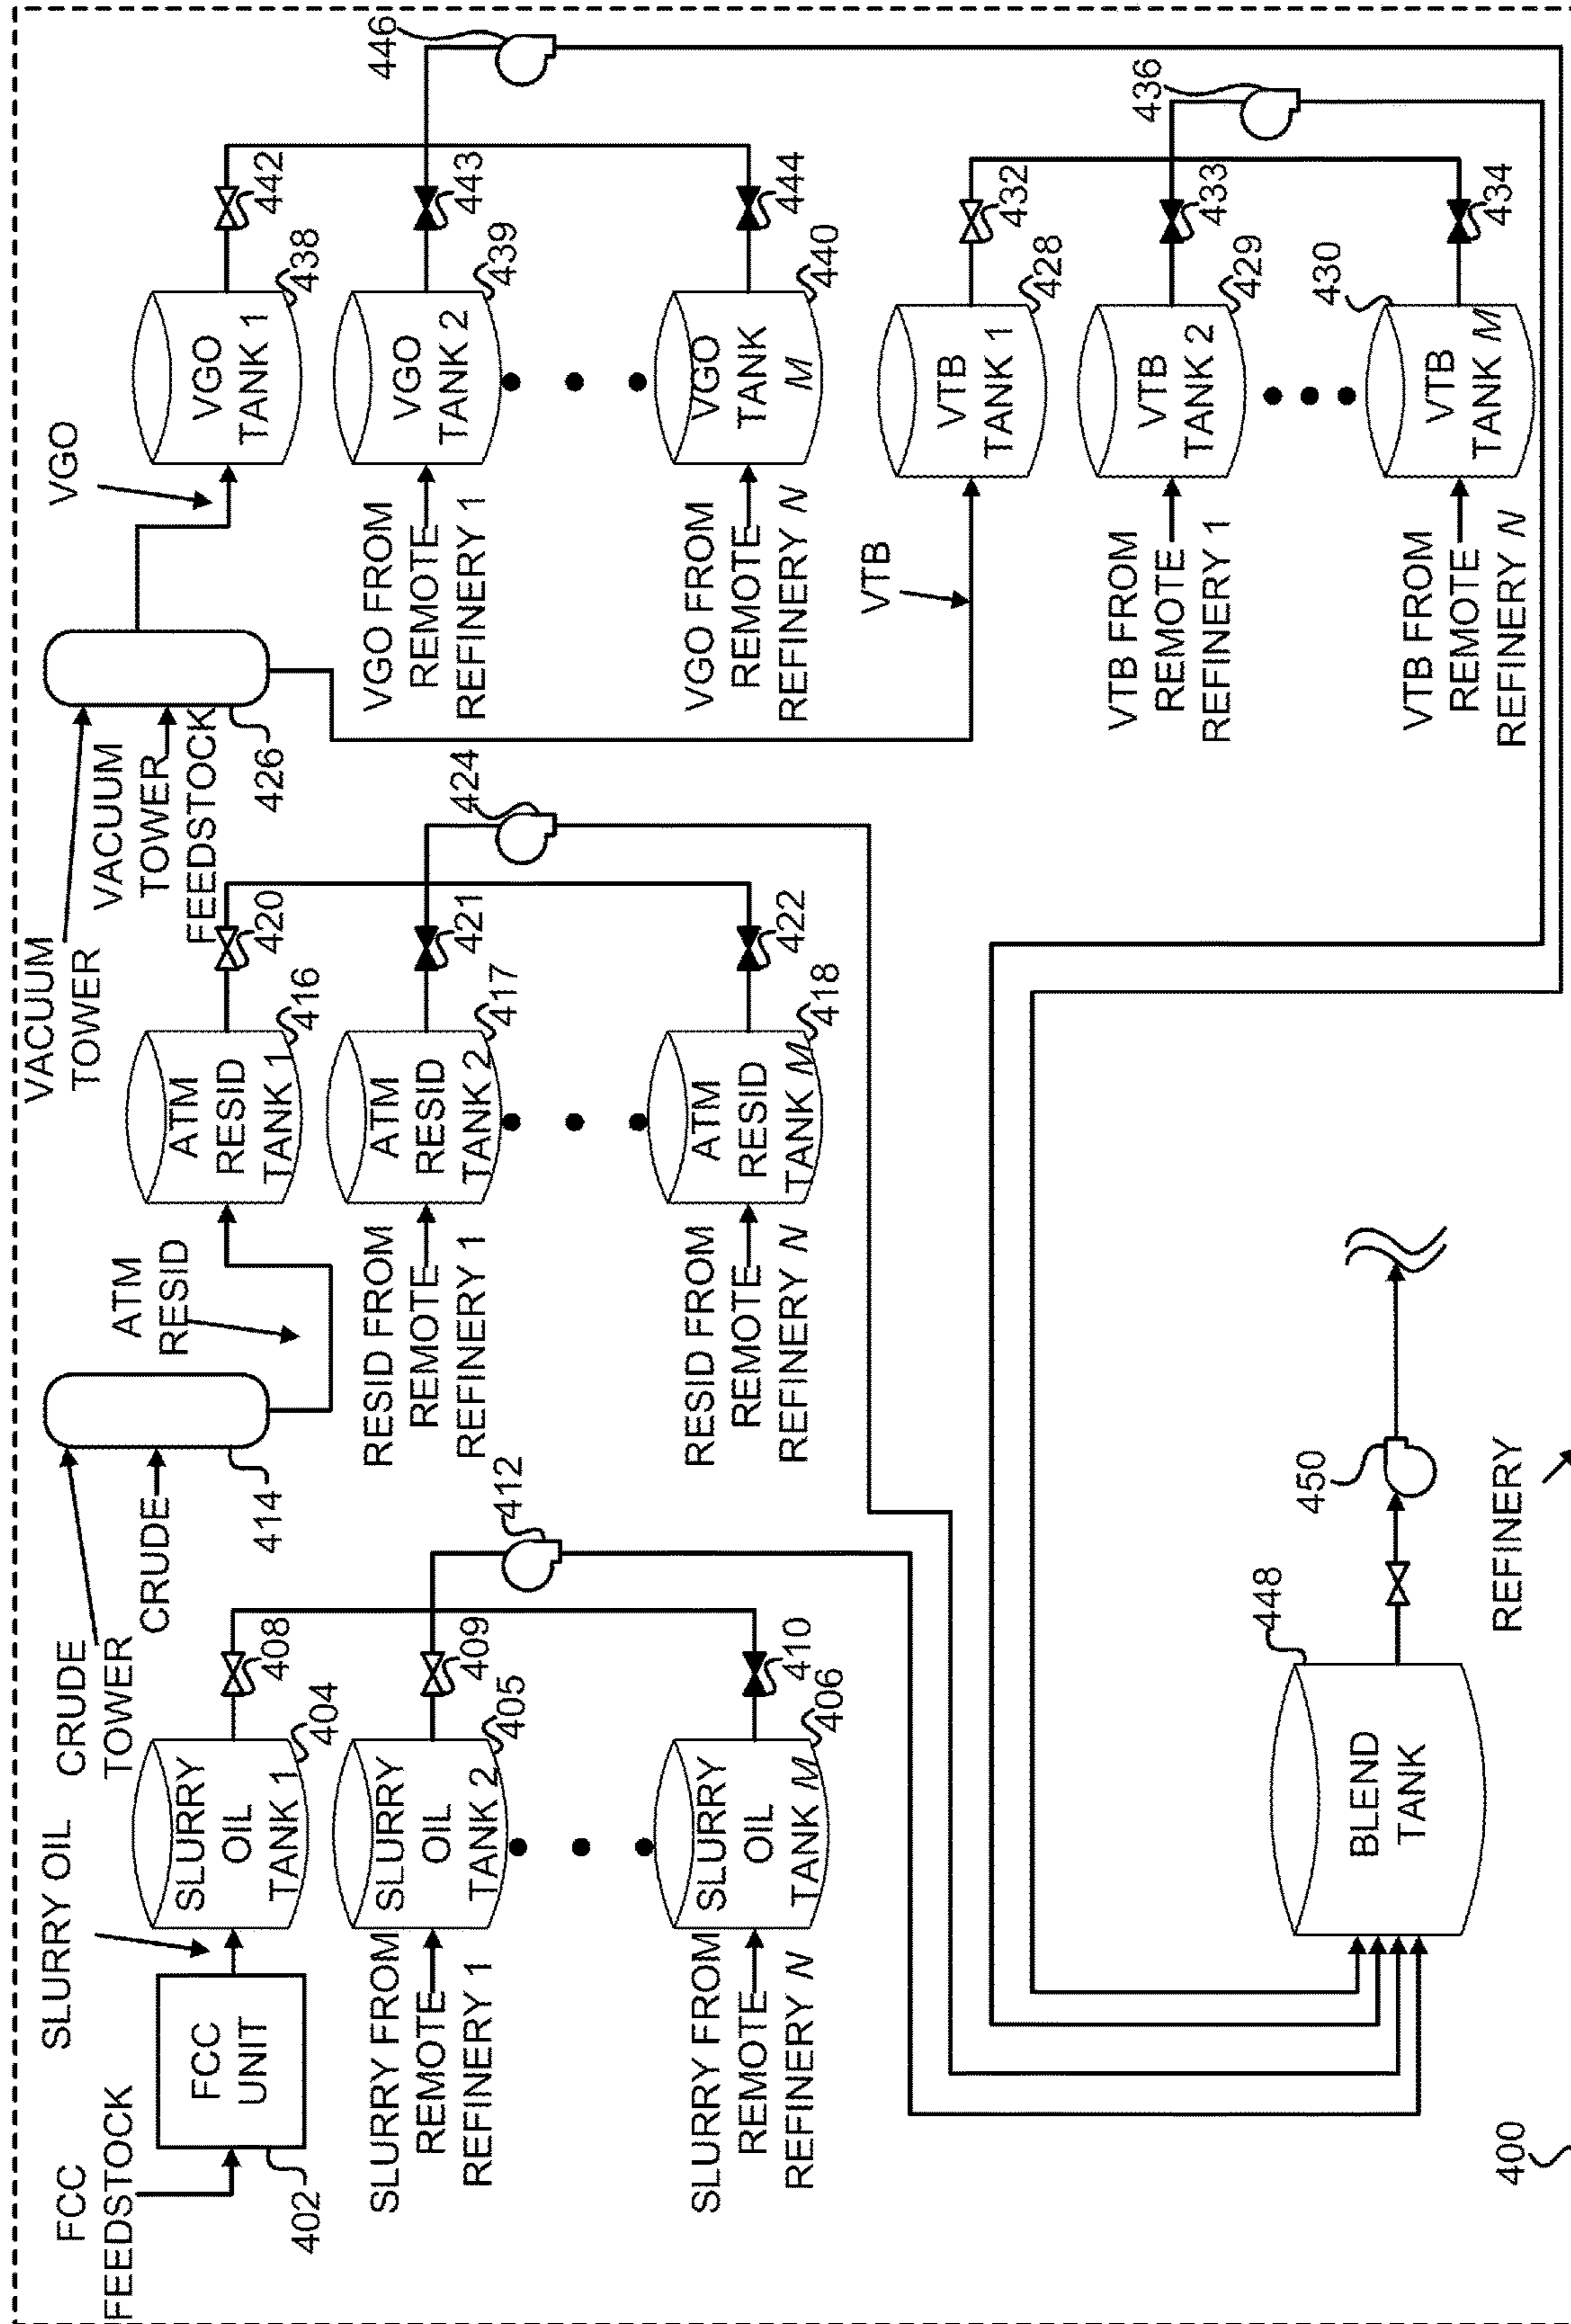 FCC
FEEDSTOCK
402
FCC
UNIT
SLURRY OIL
SLURRY
OIL
TANK 1
404
408
SLURRY FROM
REMOTE
REFINERY 1
SLURRY
OIL
TANK 2
405
409
SLURRY FROM
REMOTE
REFINERY N
SLURRY
OIL
TANK M
406
410
412
CRUDE
TOWER
CRUDE
414
ATM
RESID
ATM
RESID
TANK 1
416
420
RESID FROM
REMOTE
REFINERY 1
ATM
RESID
TANK 2
417
421
RESID FROM
REMOTE
REFINERY N
ATM
RESID
TANK M
418
422
424
VACUUM
TOWER
VACUUM
TOWER
FEEDSTOCK
426
VGO
VGO
TANK 1
438
442
VGO FROM
REMOTE
REFINERY 1
VGO
TANK 2
439
443
VGO FROM
REMOTE
REFINERY N
VGO
TANK
M
440
444
446
VTB
VTB
TANK 1
428
432
VTB FROM
REMOTE
REFINERY 1
VTB
TANK 2
429
433
VTB FROM
REMOTE
REFINERY N
VTB
TANK M
430
434
436
BLEND
TANK
448
450
REFINERY
400